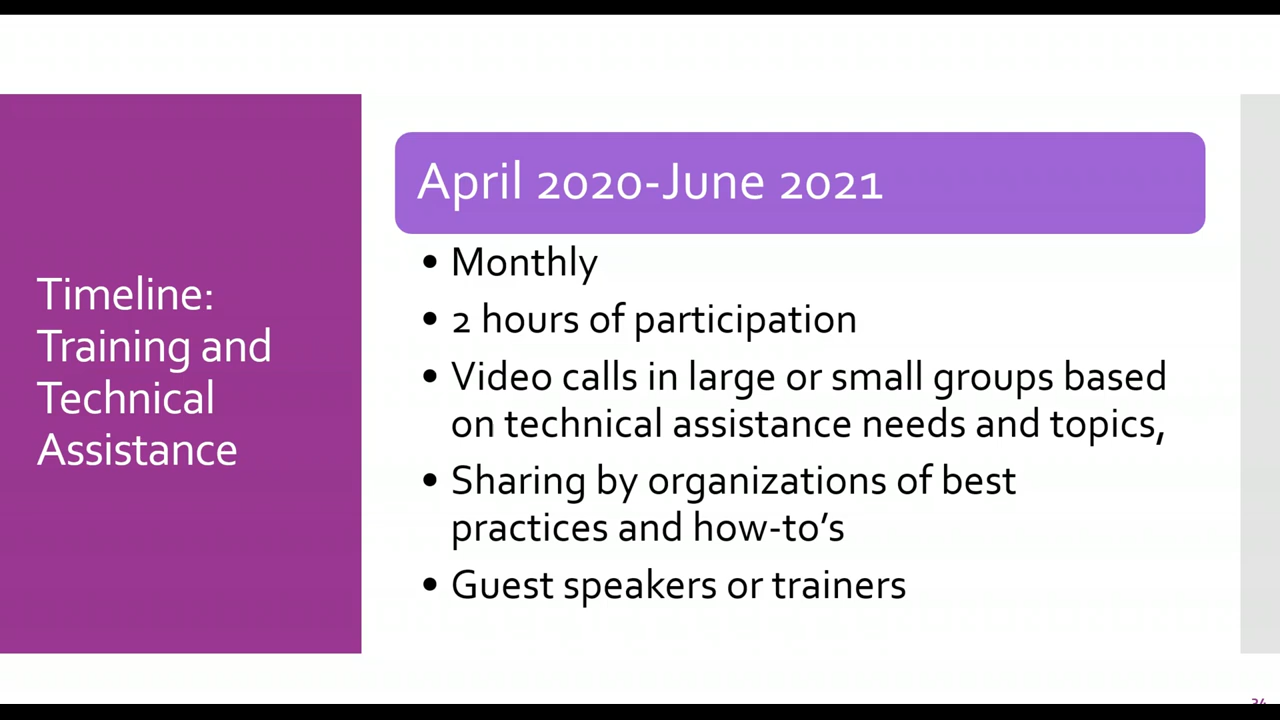 Timeline:
Training and
Technical
Assistance
April 2020-June 2021
• Monthly
• 2 hours of participation
• Video calls in large or small groups based
on technical assistance needs and topics,
• Sharing by organizations of best
practices and how-to’s
• Guest speakers or trainers
34